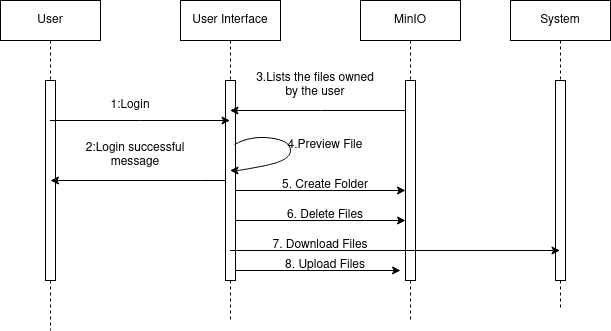 User
User Interface
MinIO
System
3.Lists the files owned
by the user
1:Login
2:Login successful
message
4.Preview File
5. Create Folder
6. Delete Files
7. Download Files
8. Upload Files